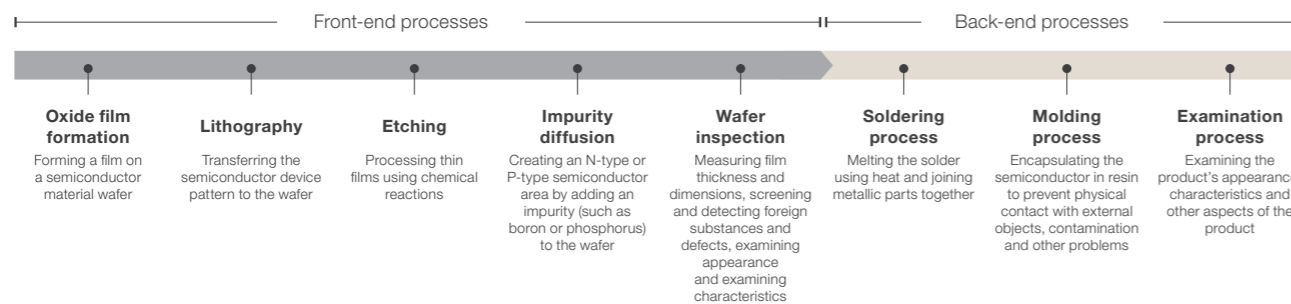 Front-end processes
Back-end processes
Oxide film
formation
Forming a film on
a semiconductor
material wafer
Lithography
Transferring the
semiconductor device
pattern to the wafer
Etching
Processing thin
films using chemical
reactions
Impurity
diffusion
Creating an N-type or
P-type semiconductor
area by adding an
impurity (such as
boron or phosphorus)
to the wafer
Wafer
inspection
Measuring film
thickness and
dimensions, screening
and detecting foreign
substances and
defects, examining
appearance
and examining
characteristics
Soldering
process
Melting the solder
using heat and joining
metallic parts together
Molding
process
Encapsulating the
semiconductor in resin
to prevent physical
contact with external
objects, contamination
and other problems
Examination
process
Examining the
product's appearance
characteristics and
other aspects of the
product